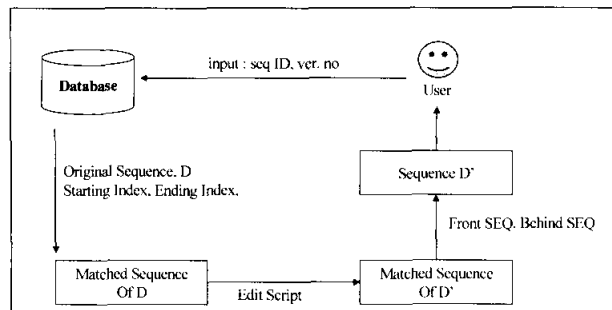 input : seq ID, ver. no
Database
User
Original Sequence, D
Starting Index, Ending Index,
Sequence D'
Front SEQ. Behind SEQ
Matched Sequence
Of D
Edit Script
Matched Sequence
Of D'